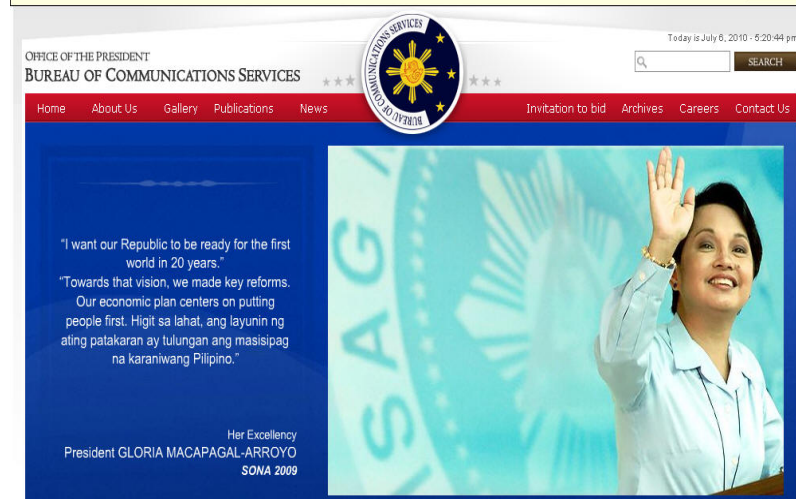 Today is July 6, 2010 - 5:20:44 pm
OFFICE OF THE PRESIDENT
BUREAU OF COMMUNICATIONS SERVICES
BUREAU OF COMMUNICATIONS SERVICES
SEARCH
Home About Us Gallery Publications News Invitation to bid Archives Careers Contact Us
“I want our Republic to be ready for the first
world in 20 years.”
“Towards that vision, we made key reforms.
Our economic plan centers on putting
people first. Higit sa lahat, ang layunin ng
ating patakaran ay tulungan ang masisipag
na karaniwang Pilipino.”
Her Excellency
President GLORIA MACAPAGAL-ARROYO
SONA 2009
SAG